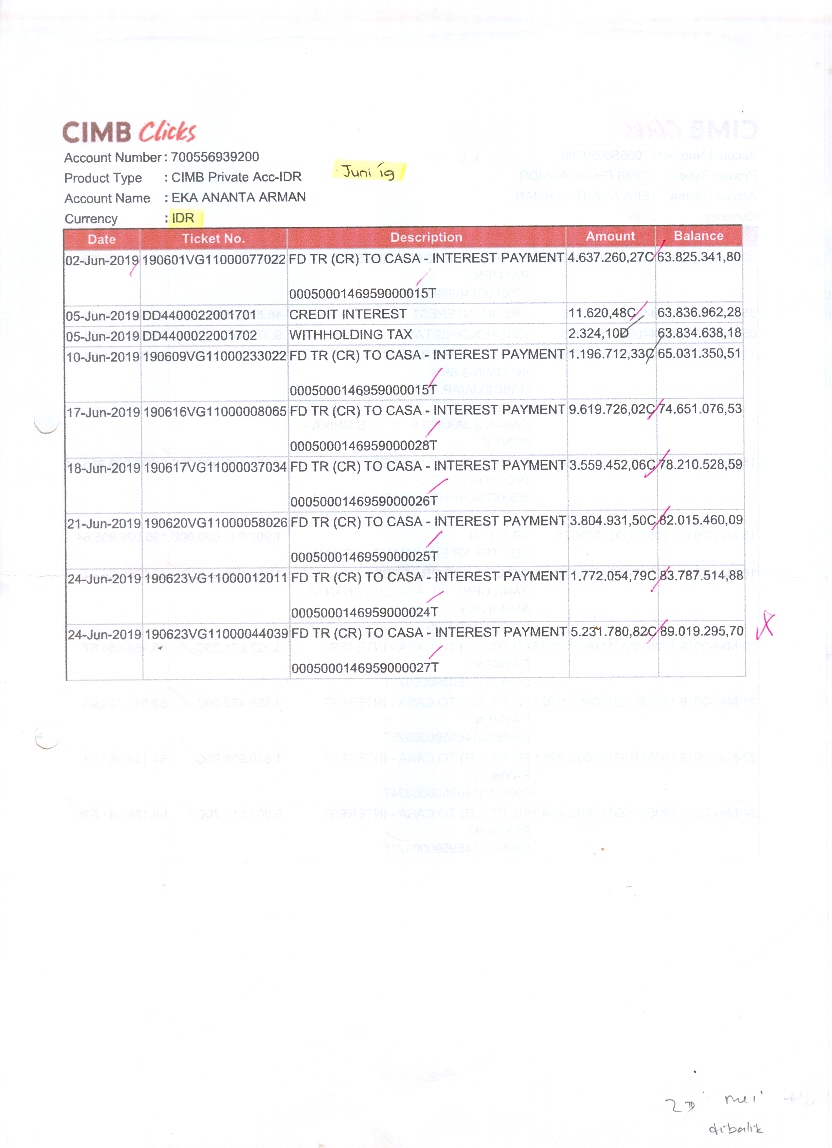 CIMB Clicks
Account Number : 700556939200
Product Type : CIMB Private Acc-IDR
Juni '19
Account Name : EKA ANANTA ARMAN
Currency : IDR
Date Ticket No. Description Amount Balance
02-Jun-2019 190601VG11000077022 FD TR (CR) TO CASA - INTEREST PAYMENT 4.637.260,27C 63.825.341,80
0005000146959000015T
05-Jun-2019 DD4400022001701 CREDIT INTEREST 11.620,48C 63.836.962,28
05-Jun-2019 DD4400022001702 WITHHOLDING TAX 2.324,10D 63.834.638,18
10-Jun-2019 190609VG11000233022 FD TR (CR) TO CASA - INTEREST PAYMENT 1.196.712,33C 65.031.350,51
0005000146959000015T
17-Jun-2019 190616VG11000008065 FD TR (CR) TO CASA - INTEREST PAYMENT 9.619.726,02C 74.651.076,53
0005000146959000028T
18-Jun-2019 190617VG11000037034 FD TR (CR) TO CASA - INTEREST PAYMENT 3.559.452,06C 78.210.528,59
0005000146959000026T
21-Jun-2019 190620VG11000058026 FD TR (CR) TO CASA - INTEREST PAYMENT 3.804.931,50C 82.015.460,09
0005000146959000025T
24-Jun-2019 190623VG11000012011 FD TR (CR) TO CASA - INTEREST PAYMENT 1.772.054,79C 83.787.514,88
0005000146959000024T
24-Jun-2019 190623VG11000044039 FD TR (CR) TO CASA - INTEREST PAYMENT 5.231.780,82C 89.019.295,70
0005000146959000027T
mei
dibalik